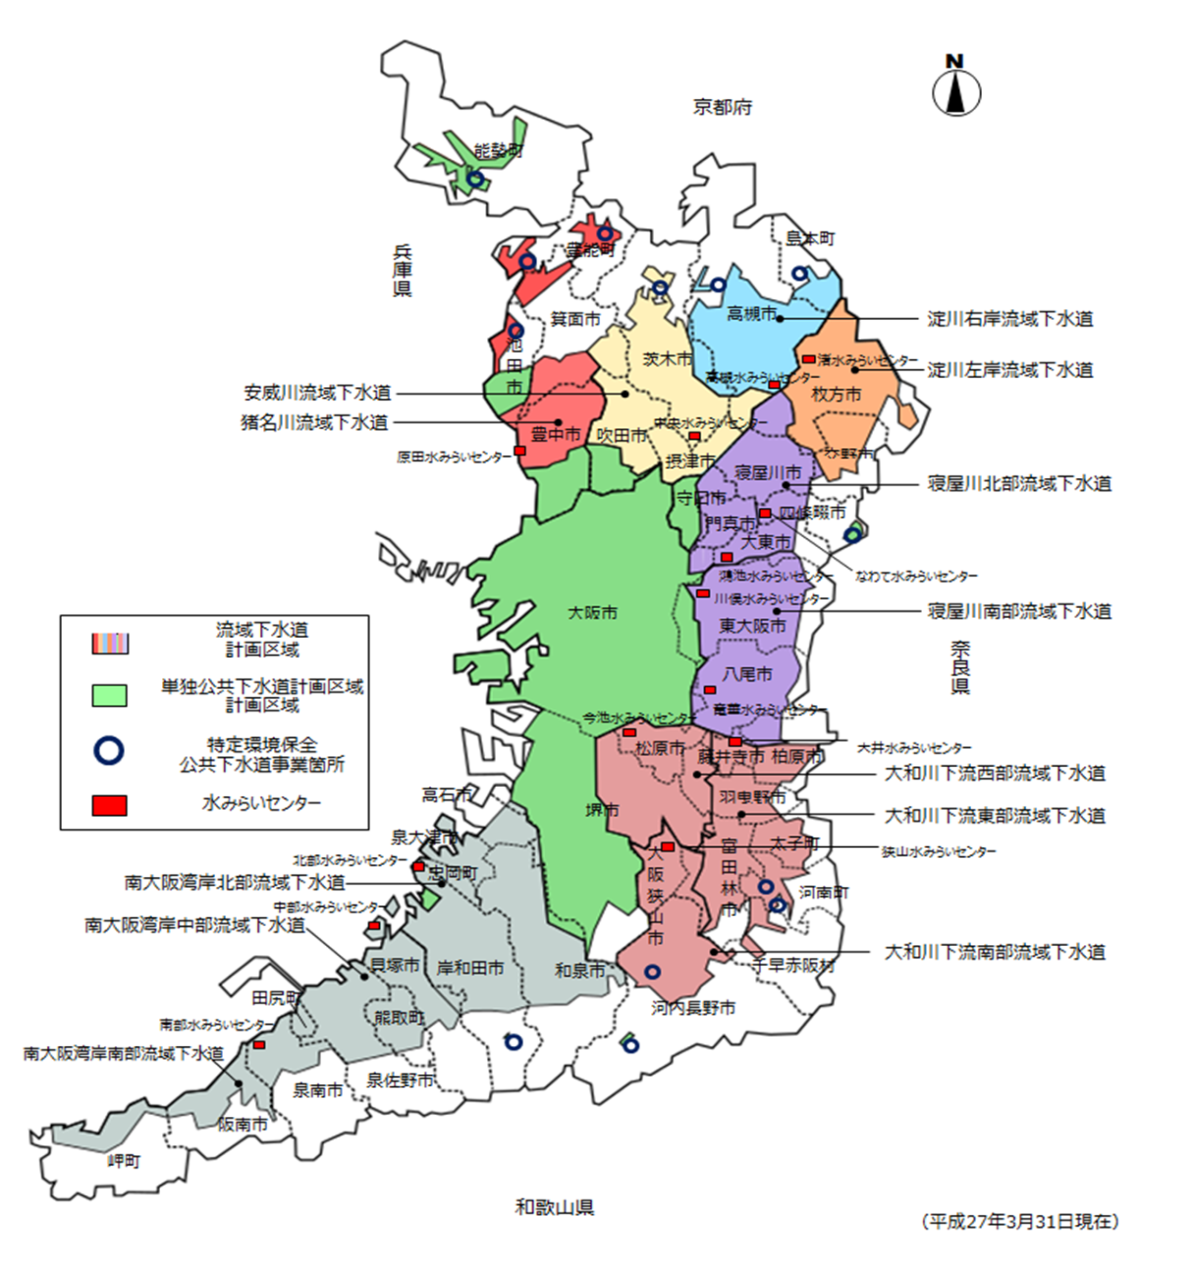 N
京都府
能勢町
兵庫県
豊能町
島本町
箕面市
高槻市
淀川右岸流域下水道
池田市
茨木市
渚水みらいセンター
淀川左岸流域下水道
高槻水みらいセンター
安威川流域下水道
枚方市
猪名川流域下水道
豊中市
吹田市
中央水みらいセンター
原田水みらいセンター
摂津市
交野市
寝屋川市
寝屋川北部流域下水道
守口市
門真市
四條畷市
大東市
鴻池水みらいセンター
なわて水みらいセンター
川俣水みらいセンター
大阪市
寝屋川南部流域下水道
東大阪市
奈良県
八尾市
竜華水みらいセンター
今池水みらいセンター
松原市
藤井寺市
柏原市
大井水みらいセンター
大和川下流西部流域下水道
羽曳野市
堺市
大和川下流東部流域下水道
流域下水道
計画区域
単独公共下水道計画区域
計画区域
特定環境保全
公共下水道事業箇所
水みらいセンター
高石市
泉大津市
富田林市
太子町
大阪狭山市
狭山水みらいセンター
北部水みらいセンター
忠岡町
南大阪湾岸北部流域下水道
河南町
中部水みらいセンター
南大阪湾岸中部流域下水道
大和川下流南部流域下水道
貝塚市
岸和田市
和泉市
千早赤阪村
田尻町
河内長野市
熊取町
南部水みらいセンター
南大阪湾岸南部流域下水道
泉佐野市
泉南市
阪南市
岬町
和歌山県
（平成27年3月31日現在）